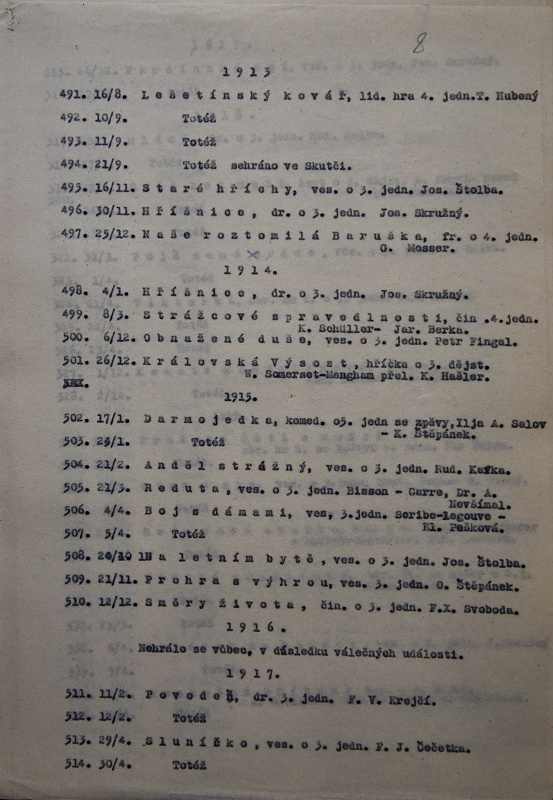 8
1913
491. 16/8. Lešetínský kovář, lid. hra 4. jedn.T. Hubený
492. 10/9. Totéž
493. 11/9. Totéž
494. 21/9. Totéž sehráno ve Skutči.
495. 16/11. Staré hříchy, ves. o 3. jedn. Jos. Štolba.
496. 30/11. Hříšnice, dr. o 3. jedn. Jos. Skružný.
497. 25/12. Naše roztomilá Baruška, fr. o 4. jedn.
G. Mosser.
1914.
498. 4/1. Hříšnice, dr. o 3. jedn. Jos. Skružný.
499. 8/3. Strážcové spravedlnosti, čin .4.jedn.
K. Schüller- Jar. Berka.
500. 6/12. Obnažené duše, ves. o 3. jedn. Petr Fingal.
501. 26/12. Královská Výsost, hříčka o 3. dějst.
W. Somerset-Mengham přel. K. Hašler.
1915.
502. 17/1. Darmojedka, komed. o5. jedn se zpěvy, Ilja A. Salov
- K. Štěpánek.
503. 24/1. Totéž
504. 21/2. Anděl strážný, ves. o 3. jedn. Rud. Kafka.
505. 21/3. Reduta, ves. o 3. jedn. Bisson - Carre, Dr. A.
Nevšímal.
506. 4/4. Boj s dámami, ves, 3.jedn. Scribe-Legouve -
El. Pešková.
507. 5/4. Totéž
508. 20/10 Na letním bytě, ves. o 3. jedn. Jos. Štolba.
509. 21/11. Prohra s výhrou, ves. 3. jedn. O. Štěpánek.
510. 12/12. Směry života, čin. o 3. jedn. F.X. Svoboda.
1916.
Nehrálo se vůbec, v důsledku válečných události.
1917.
511. 11/2. Povodeň, dr. 3. jedn. F. V. Krejčí.
512. 12/2. Totéž
513. 29/4. Sluníčko, ves. o 3. jedn. F. J. Čečetka.
514. 30/4. Totéž